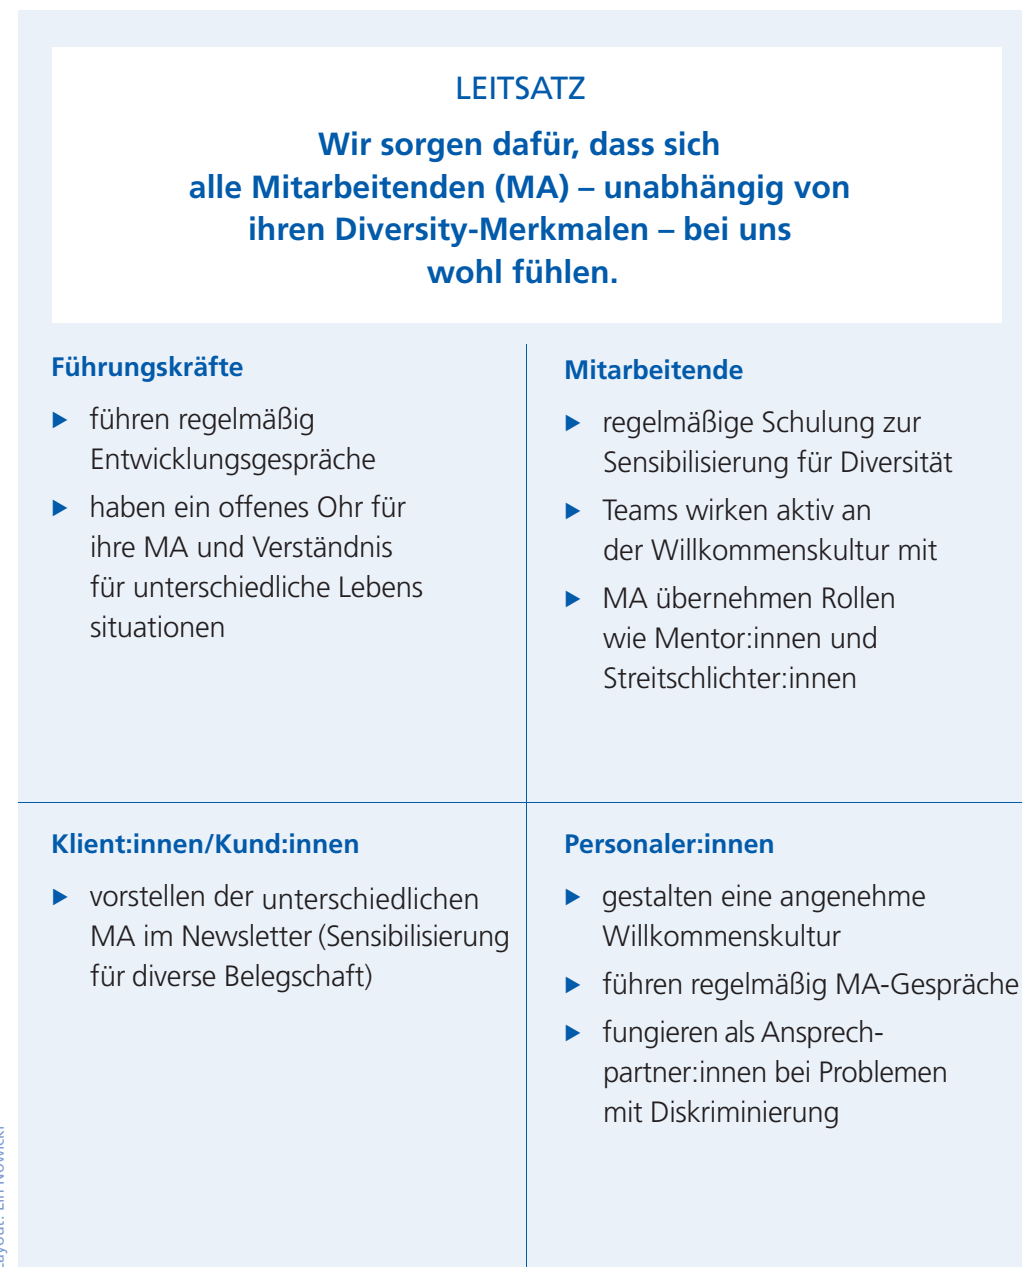 LEITSATZ
Wir sorgen dafür, dass sich
alle Mitarbeitenden (MA) – unabhängig von
ihren Diversity-Merkmalen – bei uns
wohl fühlen.
Führungskräfte
▶ führen regelmäßig
Entwicklungsgespräche
▶ haben ein offenes Ohr für
ihre MA und Verständnis
für unterschiedliche Lebens
situationen
Mitarbeitende
▶ regelmäßige Schulung zur
Sensibilisierung für Diversität
▶ Teams wirken aktiv an
der Willkommenskultur mit
▶ MA übernehmen Rollen
wie Mentor:innen und
Streitschlichter:innen
Klient:innen/Kund:innen
▶ vorstellen der unterschiedlichen
MA im Newsletter (Sensibilisierung
für diverse Belegschaft)
Personaler:innen
▶ gestalten eine angenehme
Willkommenskultur
▶ führen regelmäßig MA-Gespräche
▶ fungieren als Ansprech-
partner:innen bei Problemen
mit Diskriminierung